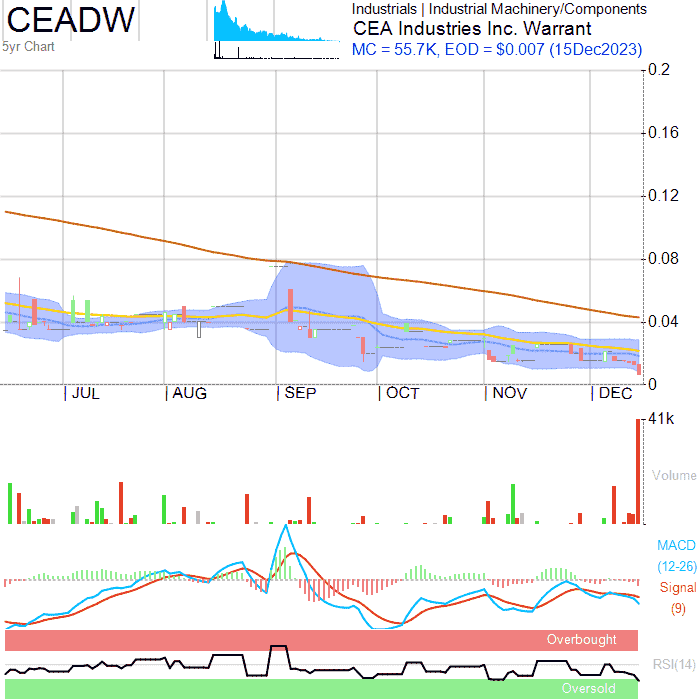 CEADW
5yr Chart
Industrials | Industrial Machinery/Components
CEA Industries Inc. Warrant
MC = 55.7K, EOD = $0.007 (15Dec2023)
0.2
0.16
0.12
0.08
0.04
0
JUL AUG SEP OCT NOV DEC
41k
Volume
MACD
(12-26)
Signal
(9)
Overbought
RSI(14)
Oversold